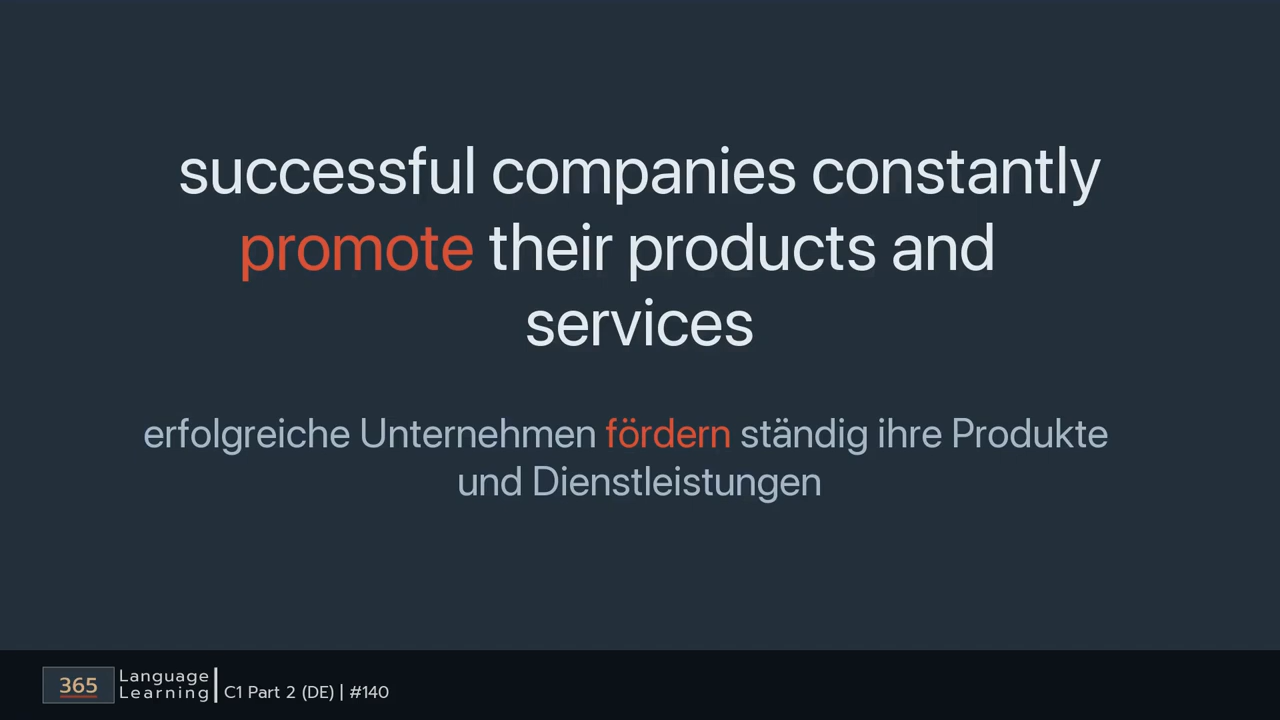 successful companies constantly
promote their products and
services
erfolgreiche Unternehmen fördern ständig ihre Produkte
und Dienstleistungen
365 Language
Learning | C1 Part 2 (DE) | #140